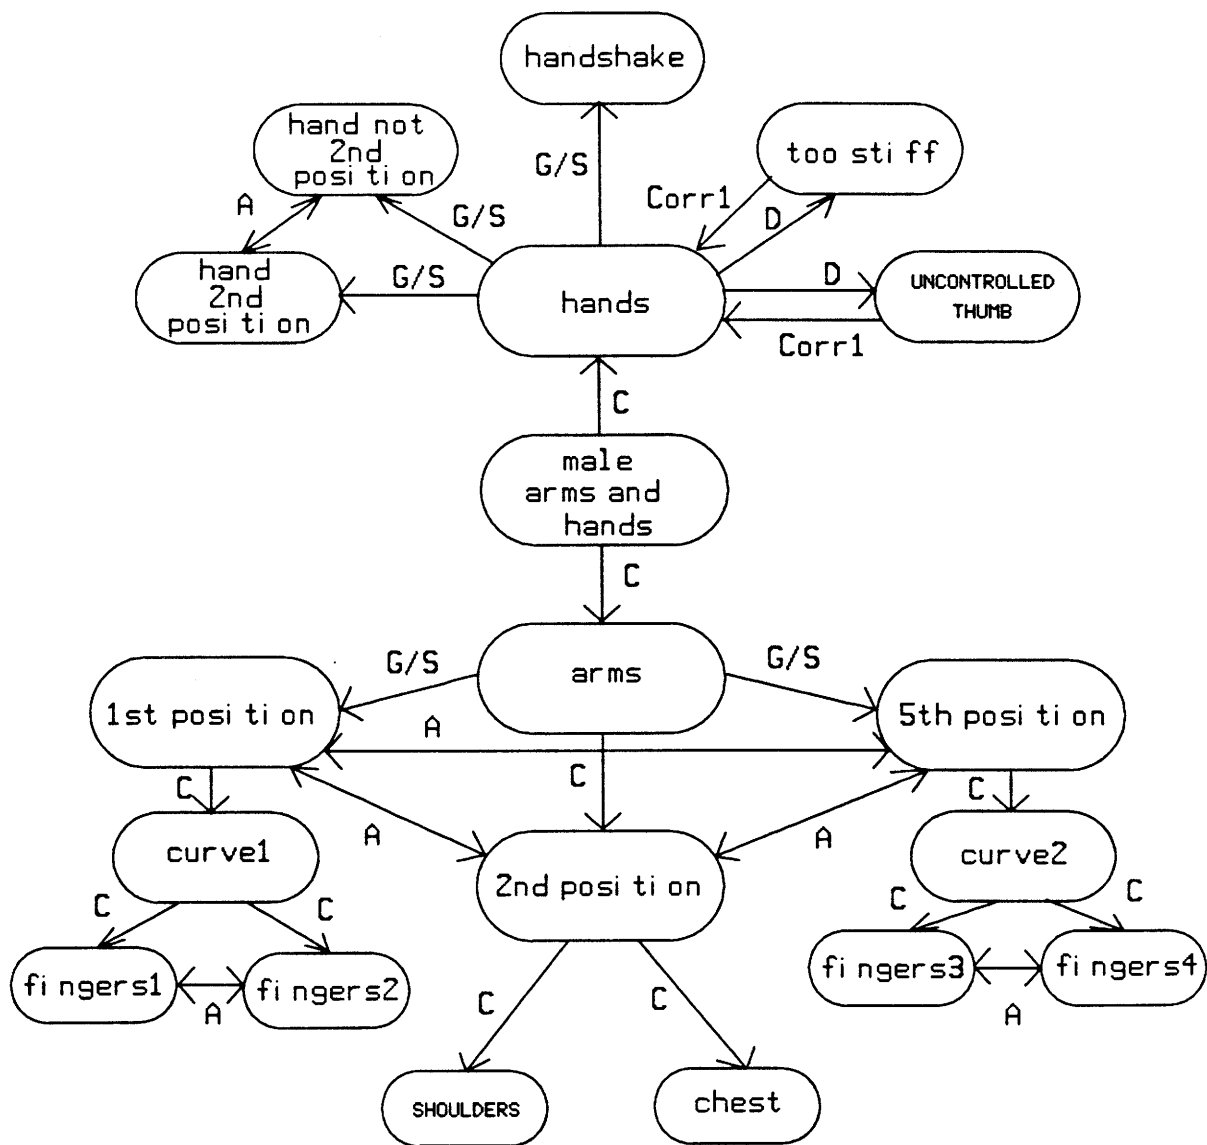 handshake
hand not
2nd
position
too stiff
G/S
Corr1
A
G/S
D
hand
2nd
position
G/S
hands
D
UNCONTROLLED
THUMB
Corr1
C
male
arms and
hands
C
G/S
arms
G/S
1st position
5th position
A
C
C
C
curve1
A
A
curve2
2nd position
C
C
C
C
fingers1
fingers2
fingers3
fingers4
A
A
C
C
SHOULDERS
chest